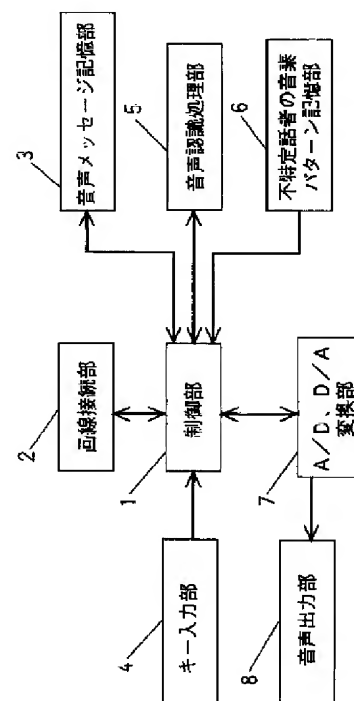 2
回線接続部
3
音声メッセージ記憶部
4
キー入力部
1
制御部
5
音声認識処理部
8
音声出力部
7
A/D、D/A
変換部
6
不特定話者の音素
パターン記憶部